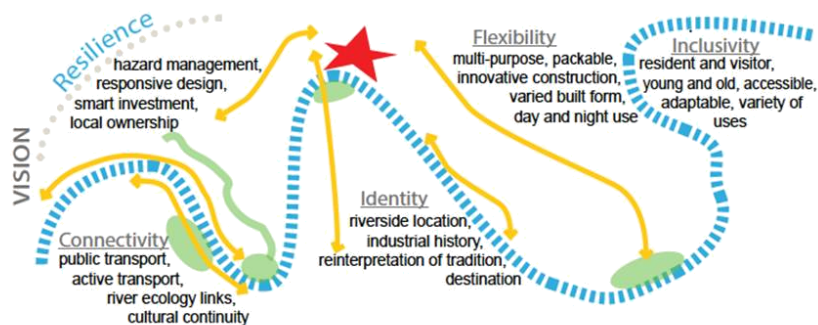 VISION
Resilience
hazard management,
responsive design,
smart investment,
local ownership
Connectivity
public transport,
active transport,
river ecology links,
cultural continuity
Identity
riverside location,
industrial history,
reinterpretation of tradition,
destination
Flexibility
multi-purpose, packable,
innovative construction,
varied built form,
day and night use
Inclusivity
resident and visitor,
young and old, accessible,
adaptable, variety of
uses